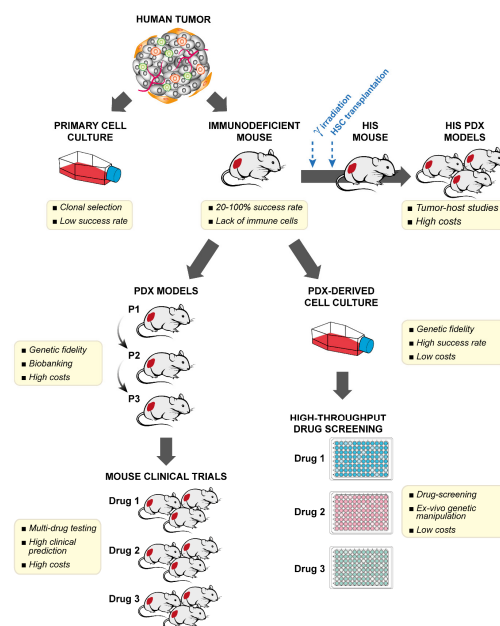 HUMAN TUMOR
PRIMARY CELL
CULTURE
■ Clonal selection
■ Low success rate
IMMUNODEFICIENT
MOUSE
■ 20-100% success rate
■ Lack of immune cells
γ irradiation
HSC transplantation
HIS
MOUSE
HIS PDX
MODELS
■ Tumor-host studies
■ High costs
PDX MODELS
P1
P2
P3
■ Genetic fidelity
■ Biobanking
■ High costs
PDX-DERIVED
CELL CULTURE
■ Genetic fidelity
■ High success rate
■ Low costs
MOUSE CLINICAL TRIALS
Drug 1
Drug 2
Drug 3
■ Multi-drug testing
■ High clinical
prediction
■ High costs
HIGH-THROUGHPUT
DRUG SCREENING
Drug 1
Drug 2
Drug 3
■ Drug-screening
■ Ex-vivo genetic
manipulation
■ Low costs